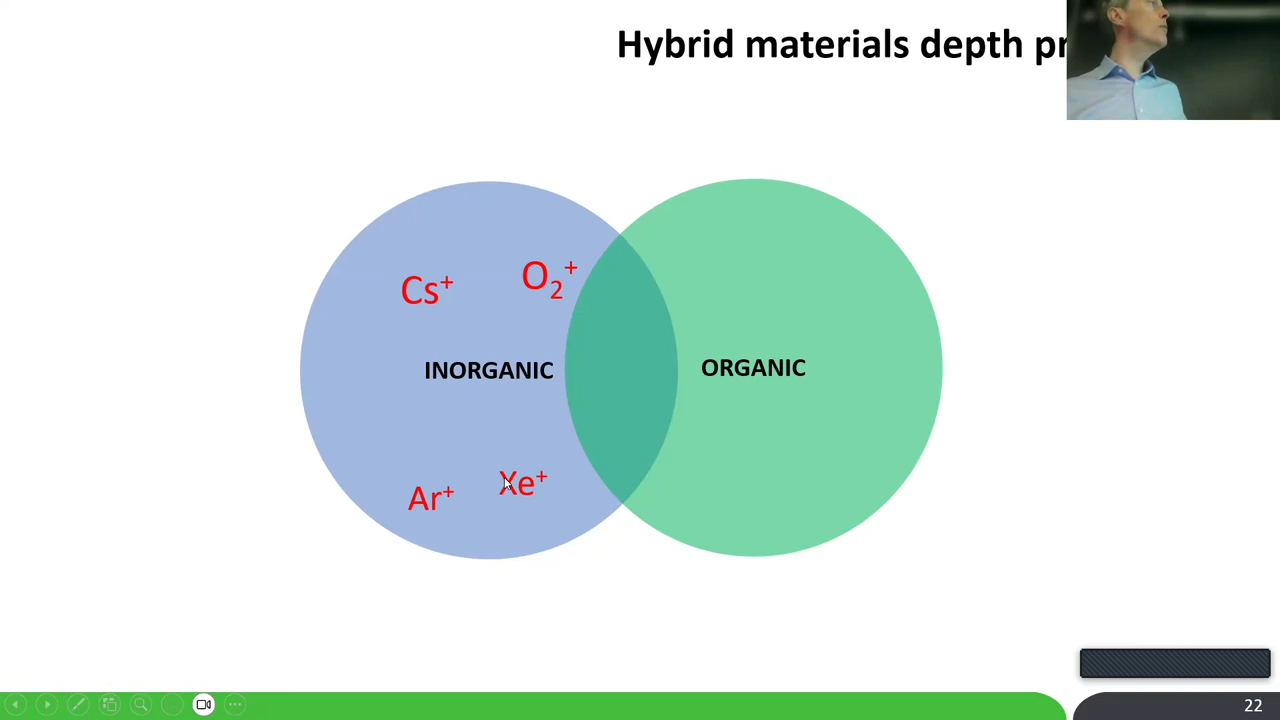 Hybrid materials depth pr
Cs⁺ O₂⁺
INORGANIC ORGANIC
Ar⁺ Xe⁺
22